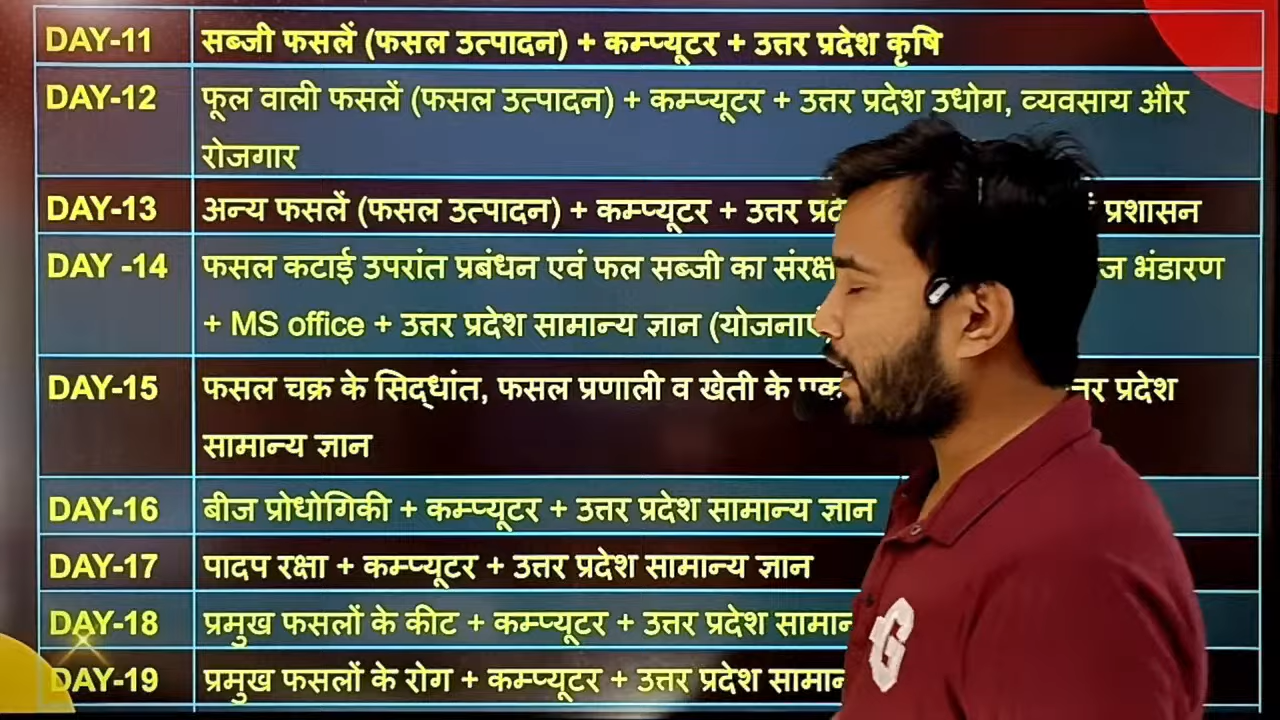 DAY-11 सब्जी फसलें (फसल उत्पादन) + कम्प्यूटर + उत्तर प्रदेश कृषि
DAY-12 फूल वाली फसलें (फसल उत्पादन) + कम्प्यूटर + उत्तर प्रदेश उधोग, व्यवसाय और
रोजगार
DAY-13 अन्य फसलें (फसल उत्पादन) + कम्प्यूटर + उत्तर प्रशासन
DAY -14 फसल कटाई उपरांत प्रबंधन एवं फल सब्जी का भंडारण
+ MS office + उत्तर प्रदेश सामान्य ज्ञान
DAY-15 फसल चक्र के सिद्धांत, फसल प्रणाली व खेती के प्रदेश
सामान्य ज्ञान
DAY-16 बीज प्रोधोगिकी + कम्प्यूटर + उत्तर प्रदेश सामान्य ज्ञान
DAY-17 पादप रक्षा + कम्प्यूटर + उत्तर प्रदेश सामान्य ज्ञान
DAY-18 प्रमुख फसलों के कीट + कम्प्यूटर + उत्तर प्रदेश
DAY-19 प्रमुख फसलों के रोग + कम्प्यूटर + उत्तर प्रदेश
G